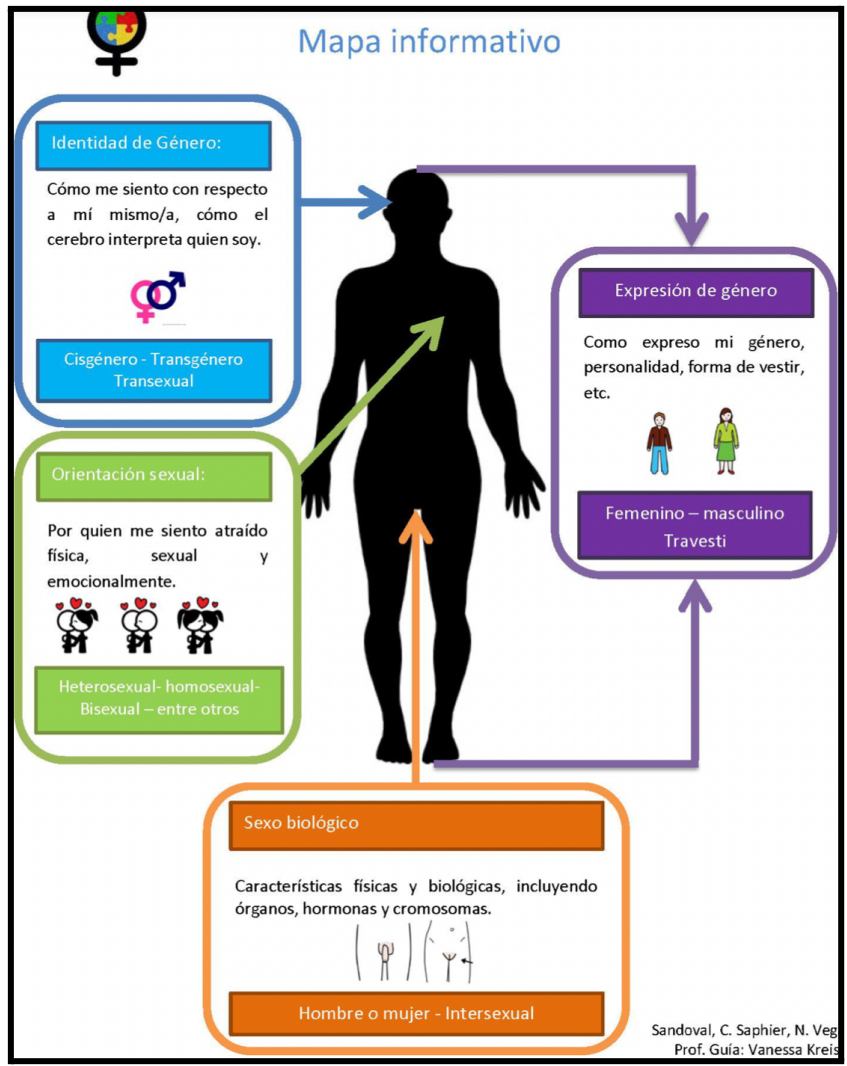 Mapa informativo
Identidad de Género:
Cómo me siento con respecto
a mí mismo/a, cómo el
cerebro interpreta quien soy.
Cisgénero - Transgénero
Transexual
Orientación sexual:
Por quien me siento atraído
física, sexual y
emocionalmente.
Heterosexual- homosexual-
Bisexual – entre otros
Expresión de género
Como expreso mi género,
personalidad, forma de vestir,
etc.
Femenino – masculino
Travesti
Sexo biológico
Características físicas y biológicas, incluyendo
órganos, hormonas y cromosomas.
Hombre o mujer - Intersexual
Sandoval, C. Saphier, N. Veg
Prof. Guía: Vanessa Kreis